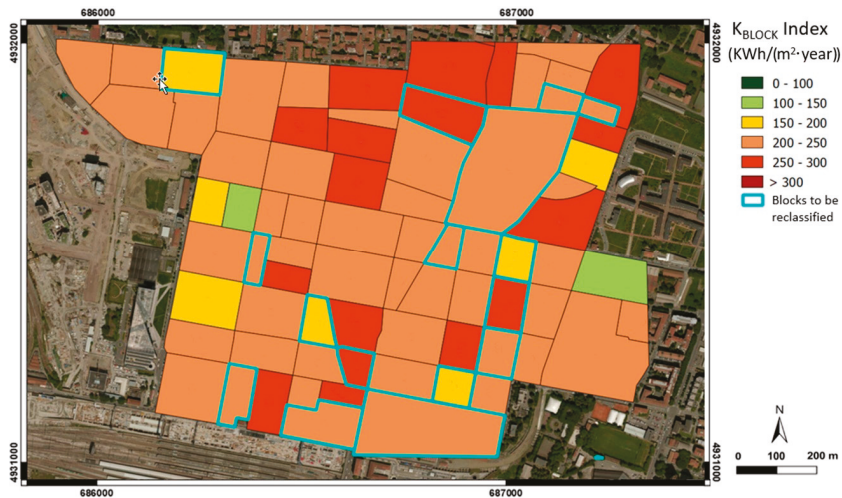 686000
687000
4932000
4932000
K_BLOCK Index
(KWh/(m²·year))
0 - 100
100 - 150
150 - 200
200 - 250
250 - 300
> 300
Blocks to be
reclassified
N
0 100 200 m
4931000
4931000
686000
687000